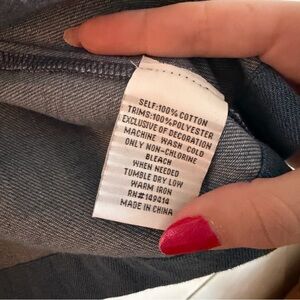 SELF:100% COTTON
TRIMS:100%POLYESTER
EXCLUSIVE OF DECORATION
MACHINE WASH COLD
ONLY NON-CHLORINE
BLEACH
WHEN NEEDED
TUMBLE DRY LOW
WARM IRON
RN#149414
MADE IN CHINA